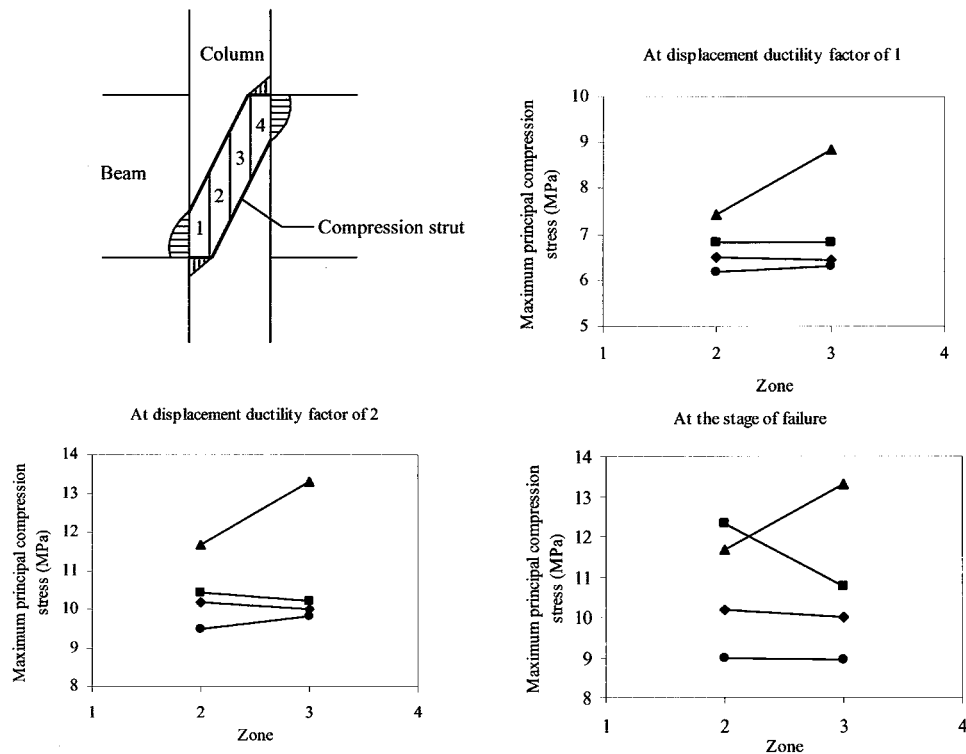 Column
Beam
1
2
3
4
Compression strut
At displacement ductility factor of 1
Maximum principal compression
stress (MPa)
10
9
8
7
6
5
1
2
3
4
Zone
At displacement ductility factor of 2
Maximum principal compression
stress (MPa)
14
13
12
11
10
9
8
1
2
3
4
Zone
At the stage of failure
Maximum principal compression
stress (MPa)
14
13
12
11
10
9
8
1
2
3
4
Zone